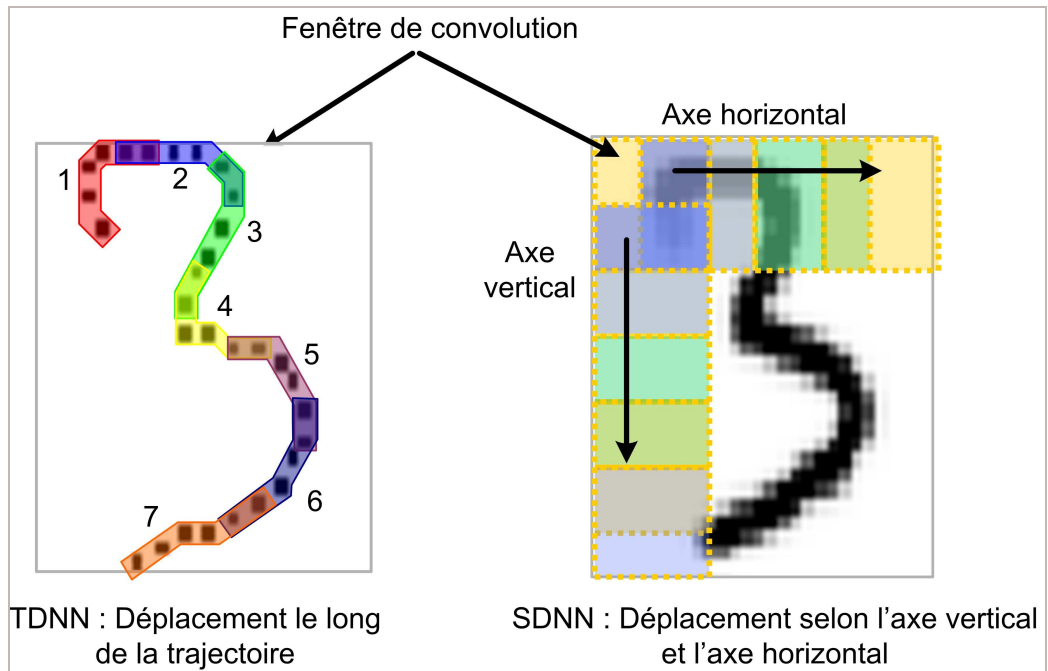 Fenêtre de convolution
Axe horizontal
1
2
3
4
5
6
7
Axe
vertical
TDNN : Déplacement le long
de la trajectoire
SDNN : Déplacement selon l’axe vertical
et l’axe horizontal